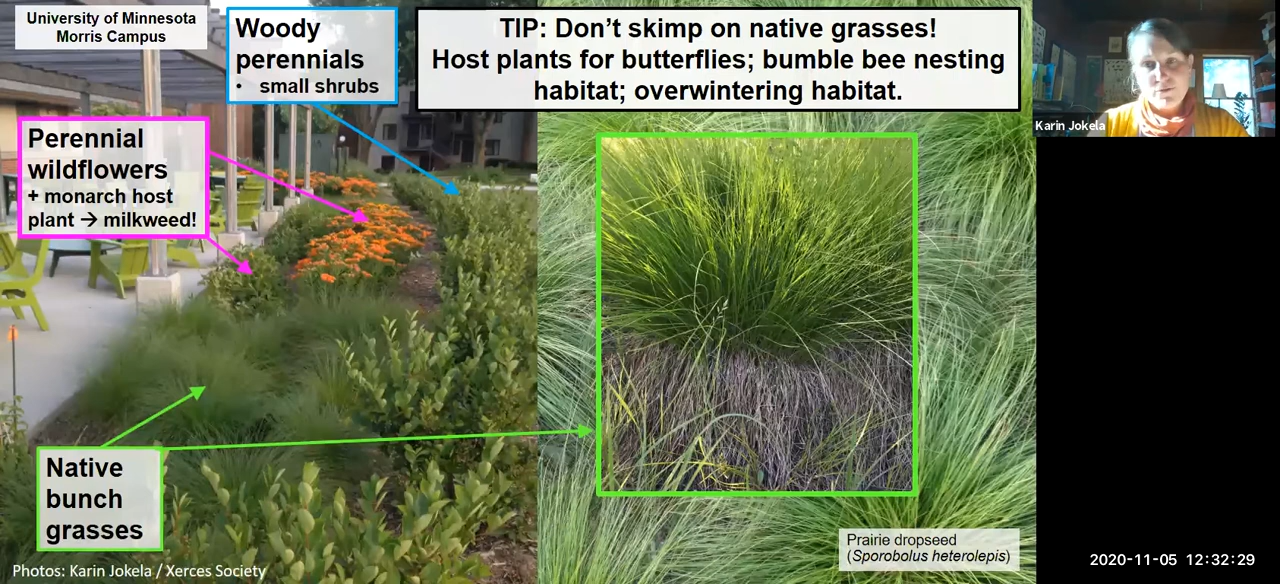 University of Minnesota
Morris Campus
Woody
perennials
• small shrubs
TIP: Don’t skimp on native grasses!
Host plants for butterflies; bumble bee nesting
habitat; overwintering habitat.
Karin Jokela
Perennial
wildflowers
+ monarch host
plant → milkweed!
Native
bunch
grasses
Prairie dropseed
(Sporobolus heterolepis)
Photos: Karin Jokela / Xerces Society
2020-11-05 12:32:29